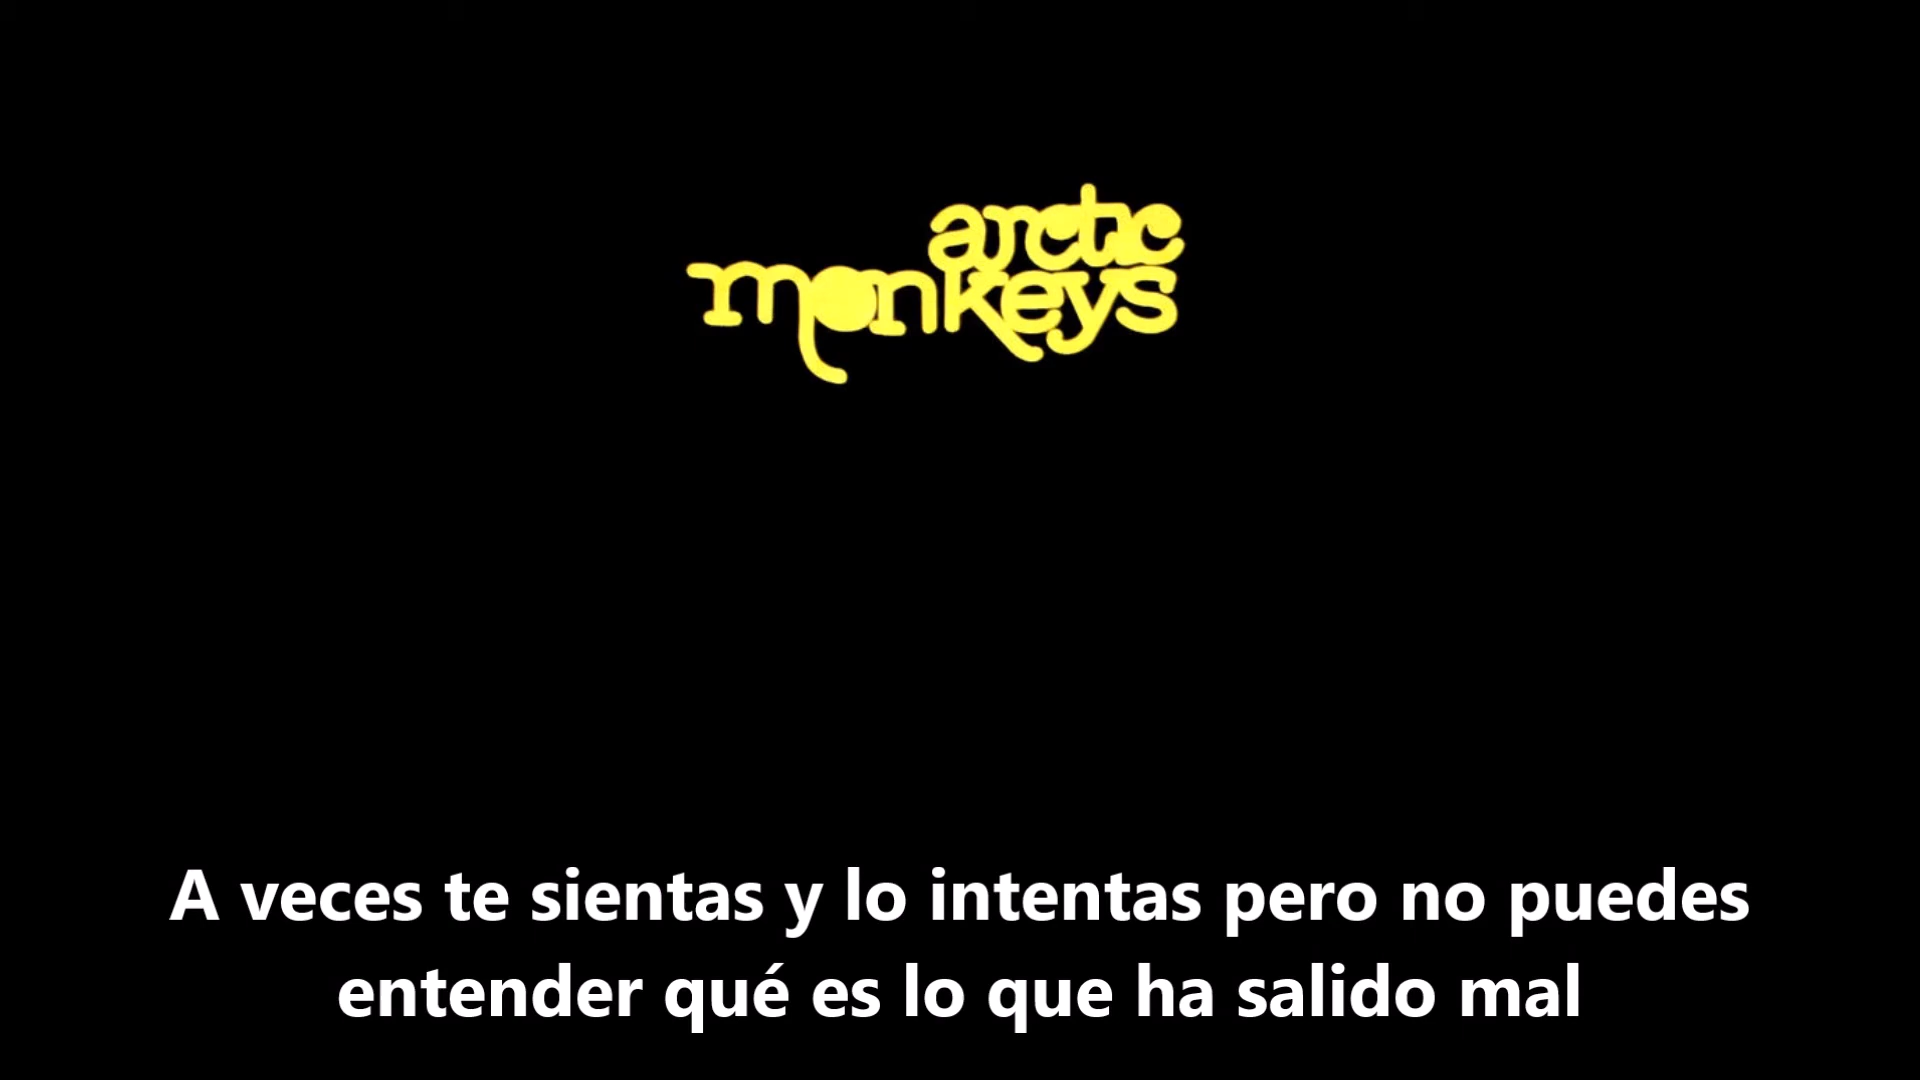 arctic
monkeys
A veces te sientas y lo intentas pero no puedes
entender qué es lo que ha salido mal